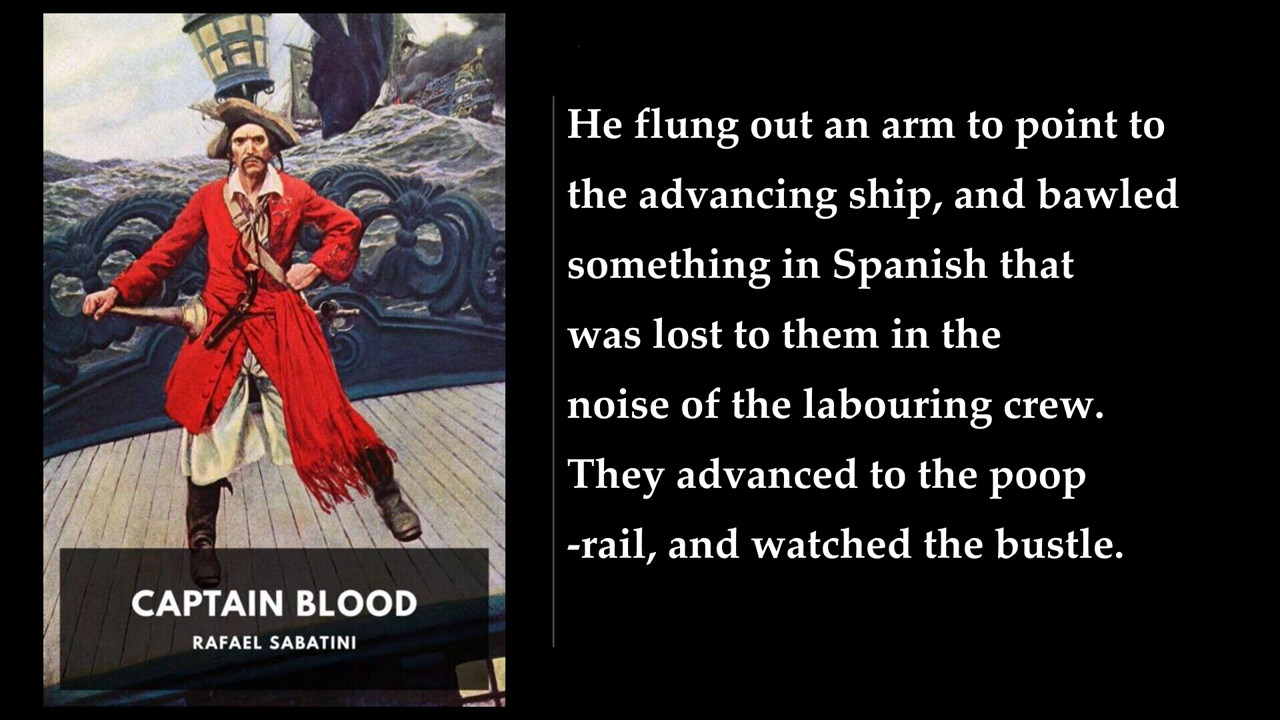 CAPTAIN BLOOD
RAFAEL SABATINI
He flung out an arm to point to
the advancing ship, and bawled
something in Spanish that
was lost to them in the
noise of the labouring crew.
They advanced to the poop
-rail, and watched the bustle.